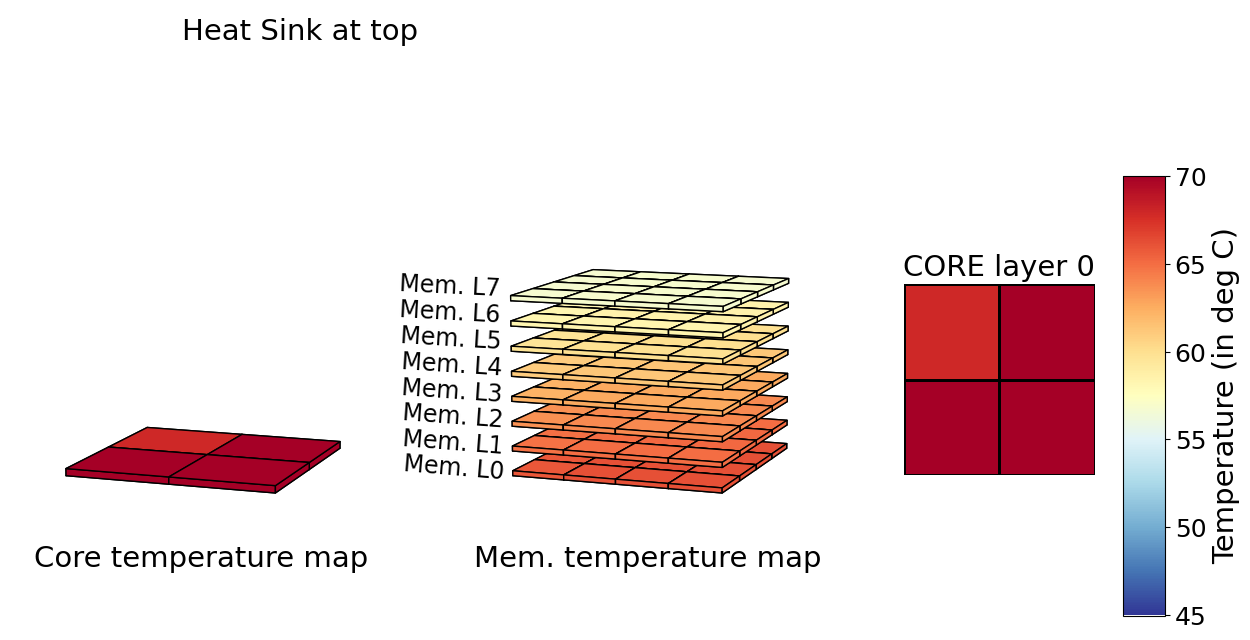 Heat Sink at top
Mem. L7
Mem. L6
Mem. L5
Mem. L4
Mem. L3
Mem. L2
Mem. L1
Mem. L0
Core temperature map
Mem. temperature map
CORE layer 0
70
65
60
55
50
45
Temperature (in deg C)